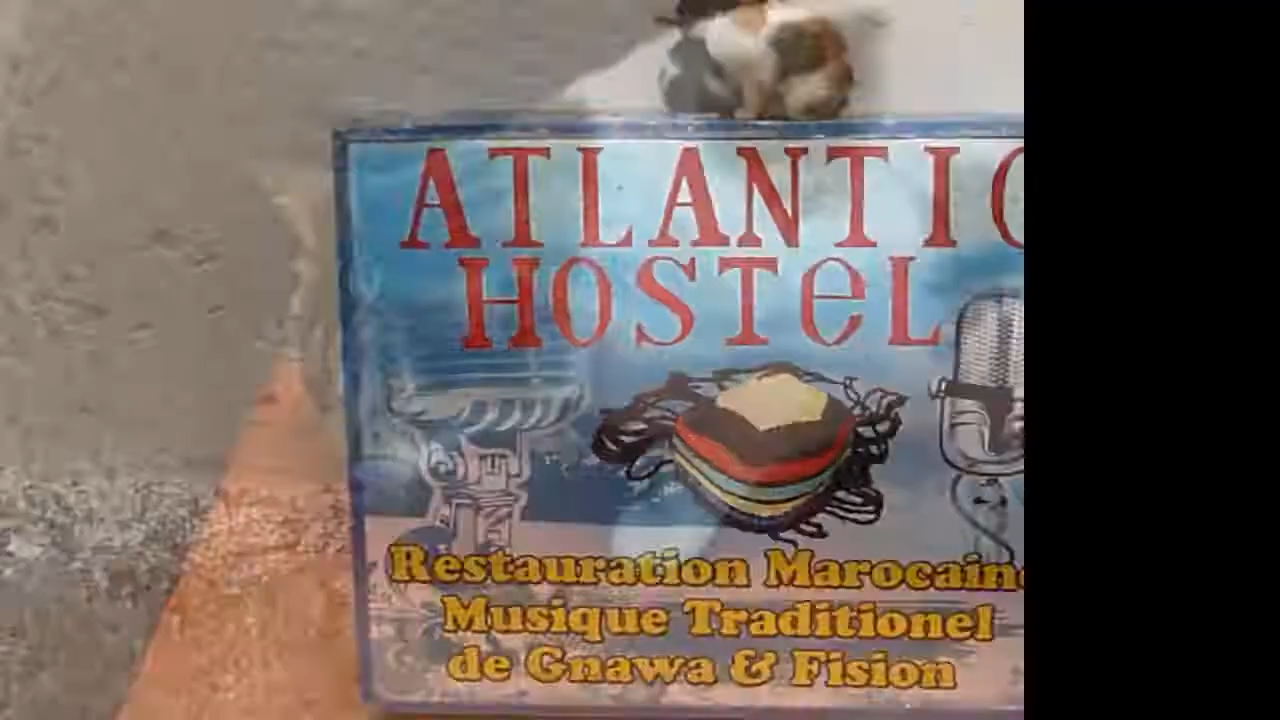 ATLANTIC
HOSTeL
Restauration Marocaine
Musique Traditionel
de Gnawa & Fision